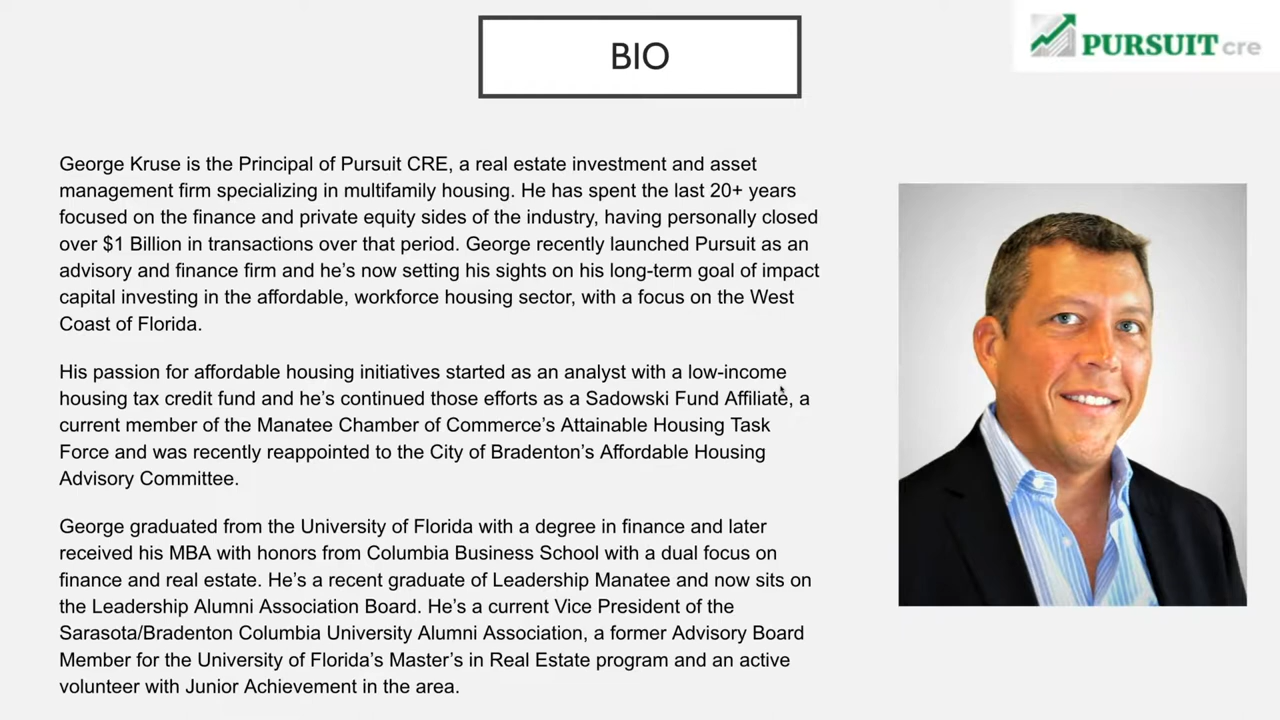 BIO
PURSUIT cre
George Kruse is the Principal of Pursuit CRE, a real estate investment and asset
management firm specializing in multifamily housing. He has spent the last 20+ years
focused on the finance and private equity sides of the industry, having personally closed
over $1 Billion in transactions over that period. George recently launched Pursuit as an
advisory and finance firm and he's now setting his sights on his long-term goal of impact
capital investing in the affordable, workforce housing sector, with a focus on the West
Coast of Florida.
His passion for affordable housing initiatives started as an analyst with a low-income
housing tax credit fund and he's continued those efforts as a Sadowski Fund Affiliate, a
current member of the Manatee Chamber of Commerce's Attainable Housing Task
Force and was recently reappointed to the City of Bradenton's Affordable Housing
Advisory Committee.
George graduated from the University of Florida with a degree in finance and later
received his MBA with honors from Columbia Business School with a dual focus on
finance and real estate. He's a recent graduate of Leadership Manatee and now sits on
the Leadership Alumni Association Board. He's a current Vice President of the
Sarasota/Bradenton Columbia University Alumni Association, a former Advisory Board
Member for the University of Florida's Master's in Real Estate program and an active
volunteer with Junior Achievement in the area.